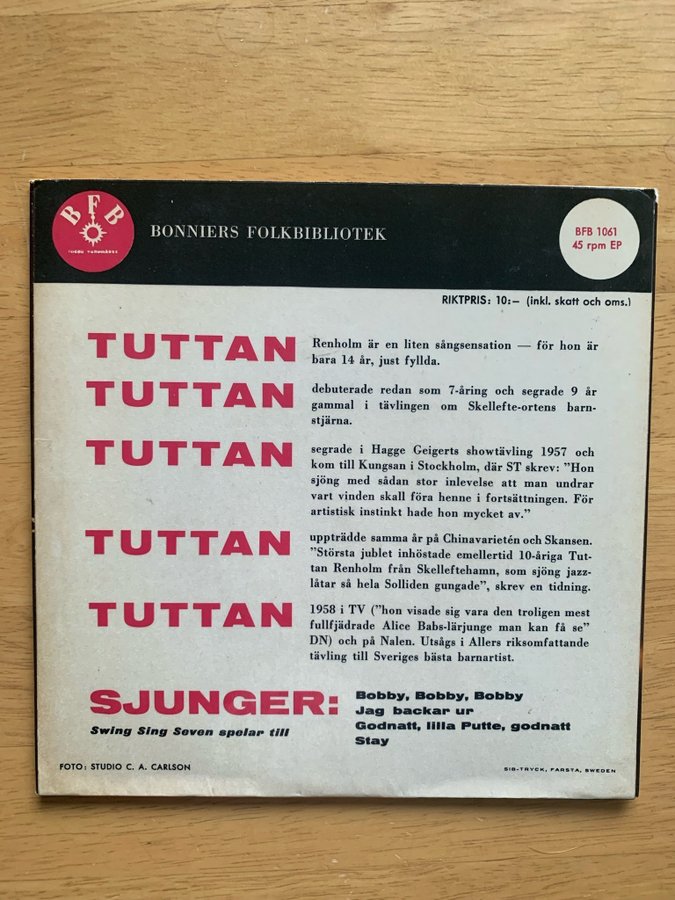 BFB
BONNIERS FOLKBIBLIOTEK
BFB 1061
45 rpm EP
RIKTPRIS: 10:— (inkl. skatt och oms.)
TUTTAN Renholm är en liten sångsensation — för hon är
bara 14 år, just fyllda.
TUTTAN debuterade redan som 7-åring och segrade 9 år
gammal i tävlingen om Skellefte-ortens barn-
stjärna.
TUTTAN segrade i Hagge Geigerts showtävling 1957 och
kom till Kungsan i Stockholm, där ST skrev: ”Hon
sjöng med sådan stor inlevelse att man undrar
vart vinden skall föra henne i fortsättningen. För
artistisk instinkt hade hon mycket av.”
TUTTAN uppträdde samma år på Chinavarietén och Skansen.
”Största jublet inhöstade emellertid 10-åriga Tut-
tan Renholm från Skelleftehamn, som sjöng jazz-
låtar så hela Solliden gungade”, skrev en tidning.
TUTTAN 1958 i TV (”hon visade sig vara den troligen mest
fullfjädrade Alice Babs-lärjunge man kan få se”
DN) och på Nalen. Utsågs i Allers riksomfattande
tävling till Sveriges bästa barnartist.
SJUNGER:
Swing Sing Seven spelar till
Bobby, Bobby, Bobby
Jag backar ur
Godnatt, lilla Putte, godnatt
Stay
FOTO: STUDIO C. A. CARLSON
SIB-TRYCK, FARSTA, SWEDEN